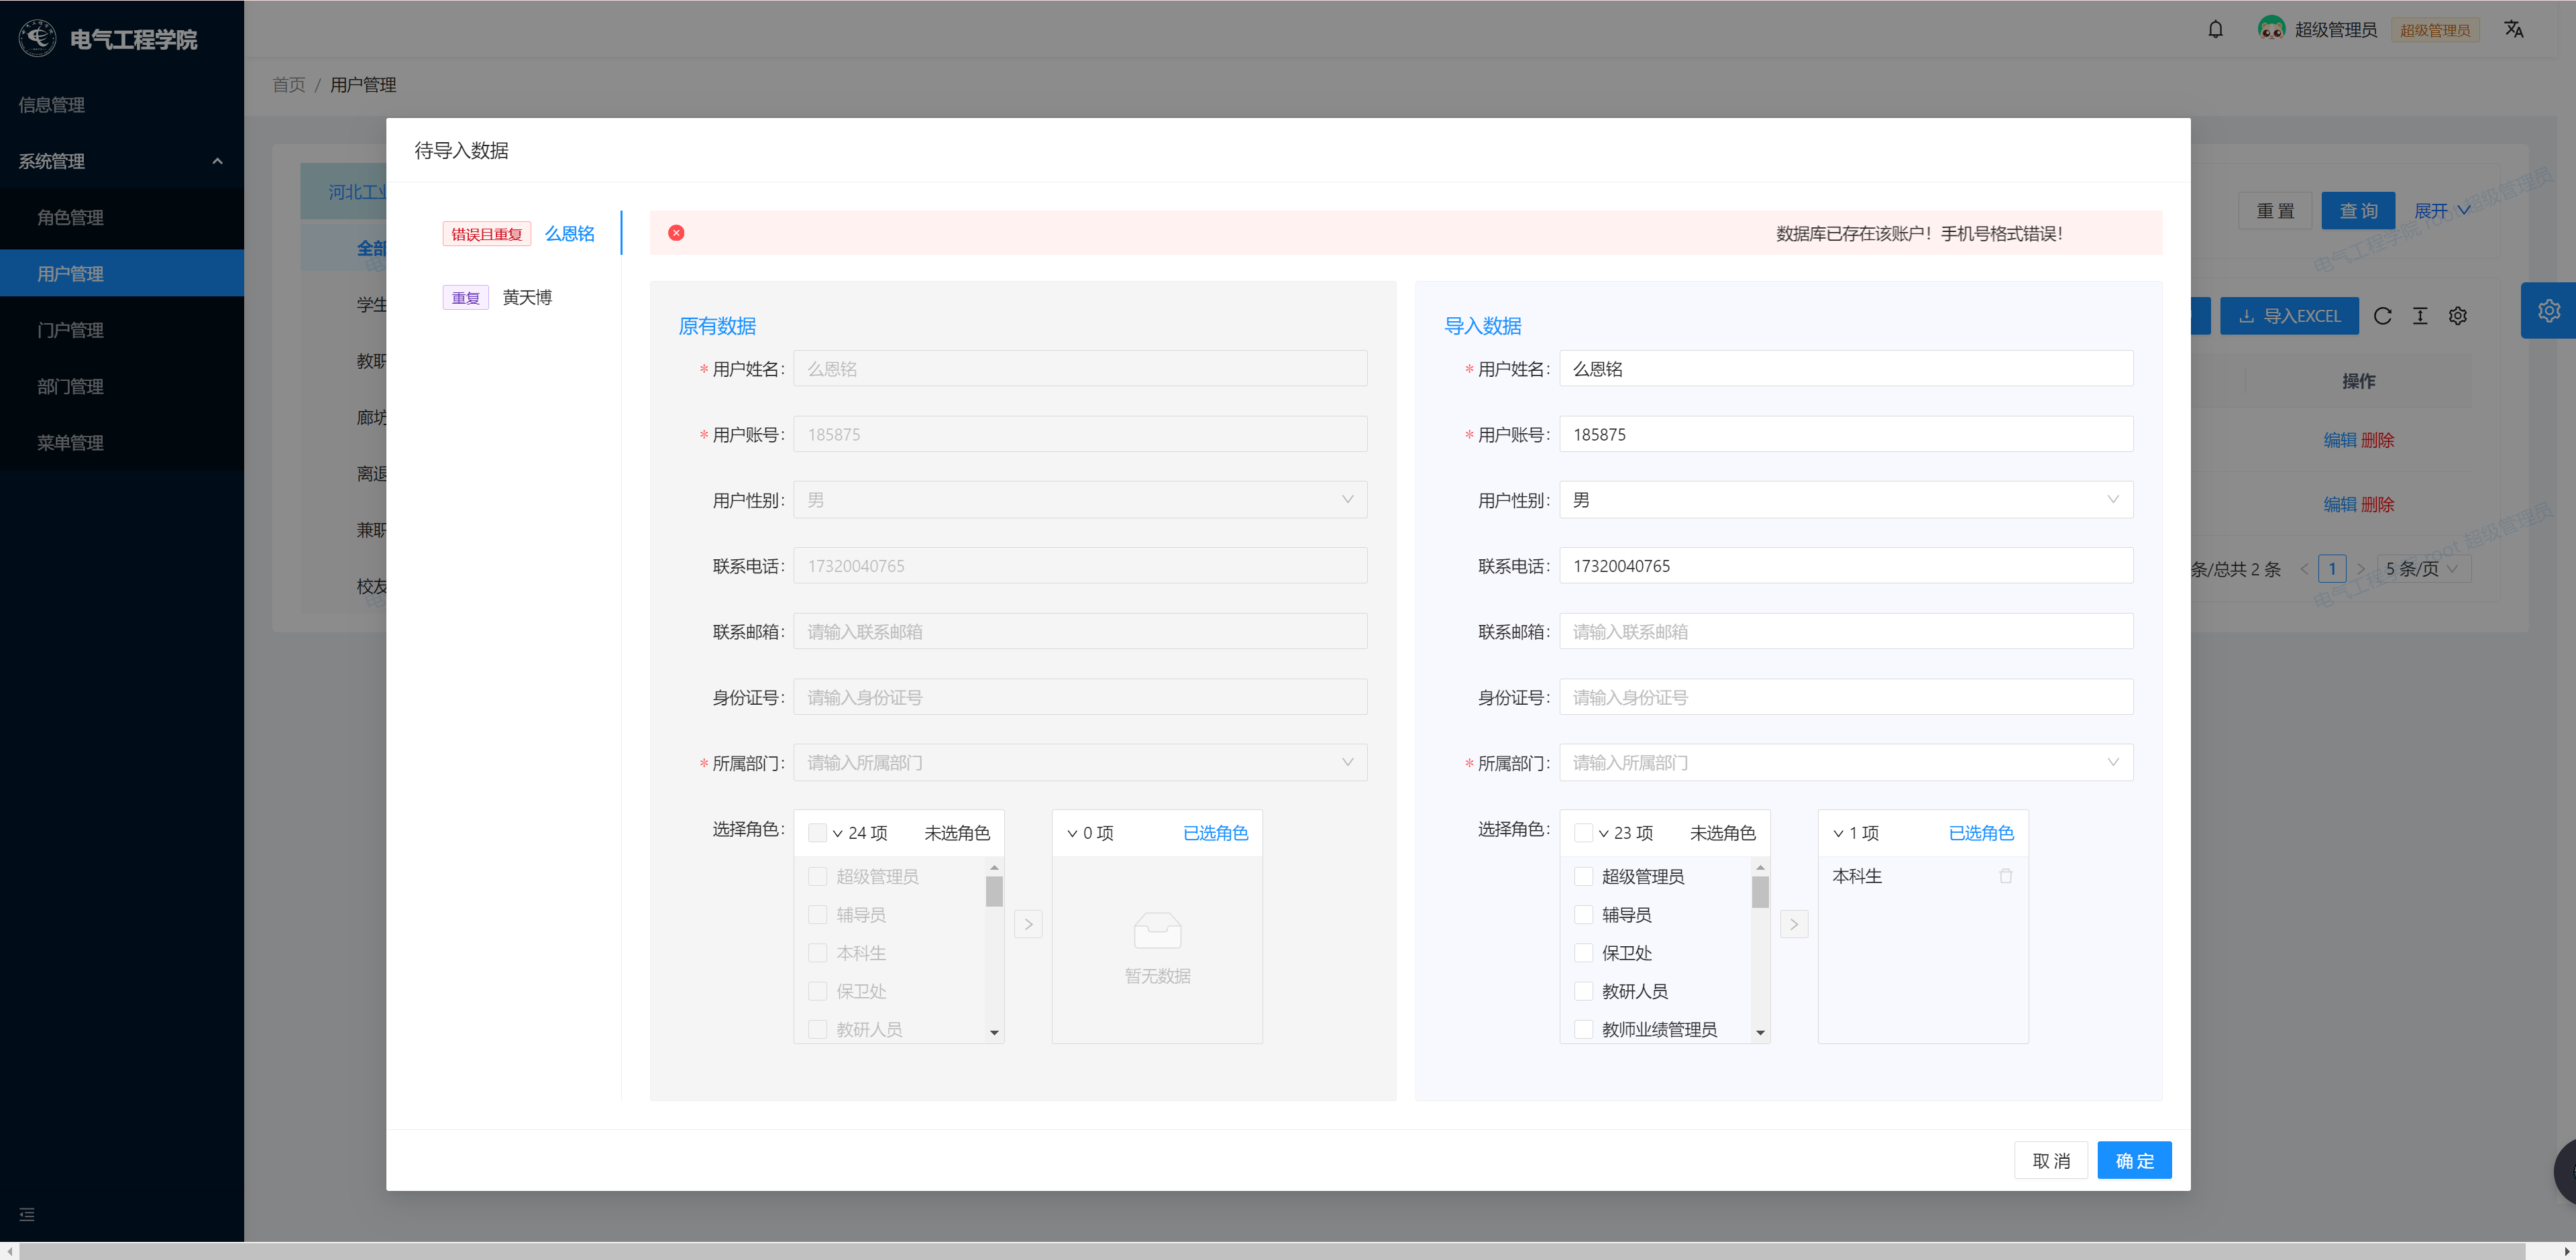 电气工程学院
超级管理员
超级管理员
首页 / 用户管理
信息管理
系统管理
角色管理
用户管理
门户管理
部门管理
菜单管理
河北工业
全部
学生
教职
廊坊
离退
兼职
校友
重 置
查 询
展开
导入EXCEL
操作
编辑 删除
编辑 删除
条/总共 2 条
1
5 条/页
电气工程学院 root 超级管理员
待导入数据
错误且重复 么恩铭
重复 黄天博
数据库已存在该账户！手机号格式错误！
原有数据
* 用户姓名： 么恩铭
* 用户账号： 185875
用户性别： 男
联系电话： 17320040765
联系邮箱： 请输入联系邮箱
身份证号： 请输入身份证号
* 所属部门： 请输入所属部门
选择角色： 24 项 未选角色
0 项 已选角色
超级管理员
辅导员
本科生
保卫处
教研人员
暂无数据
导入数据
* 用户姓名： 么恩铭
* 用户账号： 185875
用户性别： 男
联系电话： 17320040765
联系邮箱： 请输入联系邮箱
身份证号： 请输入身份证号
* 所属部门： 请输入所属部门
选择角色： 23 项 未选角色
1 项 已选角色
超级管理员
辅导员
保卫处
教研人员
教师业绩管理员
本科生
取 消
确 定